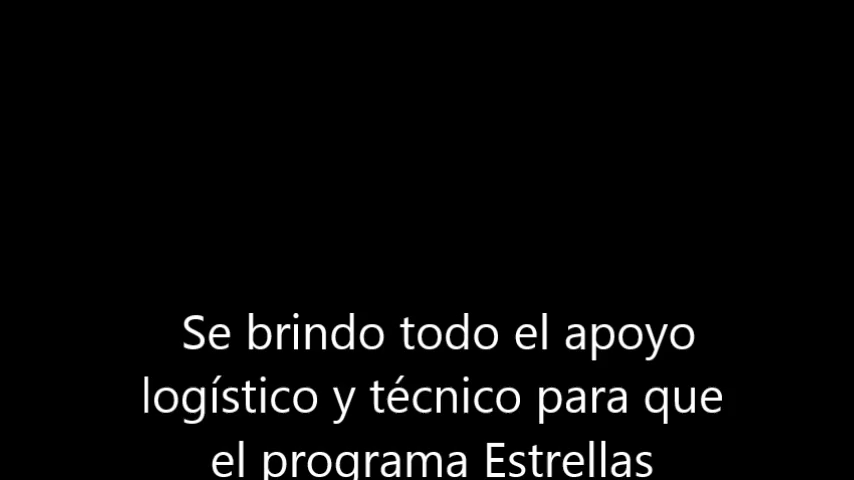 Se brindo todo el apoyo
logístico y técnico para que
el programa Estrellas